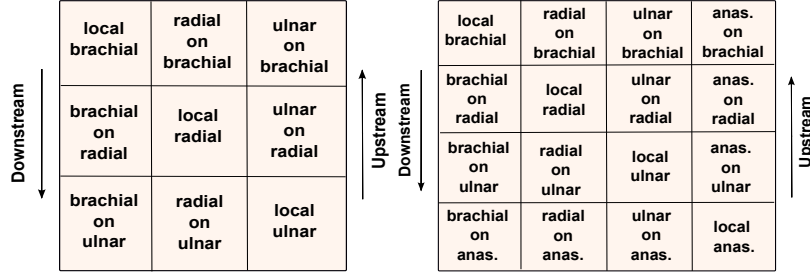 Downstream
local
brachial
radial
on
brachial
ulnar
on
brachial
brachial
on
radial
local
radial
ulnar
on
radial
brachial
on
ulnar
radial
on
ulnar
local
ulnar
Upstream
Downstream
local
brachial
radial
on
brachial
ulnar
on
brachial
anas.
on
brachial
brachial
on
radial
local
radial
ulnar
on
radial
anas.
on
radial
brachial
on
ulnar
radial
on
ulnar
local
ulnar
anas.
on
ulnar
brachial
on
anas.
radial
on
anas.
ulnar
on
anas.
local
anas.
Upstream